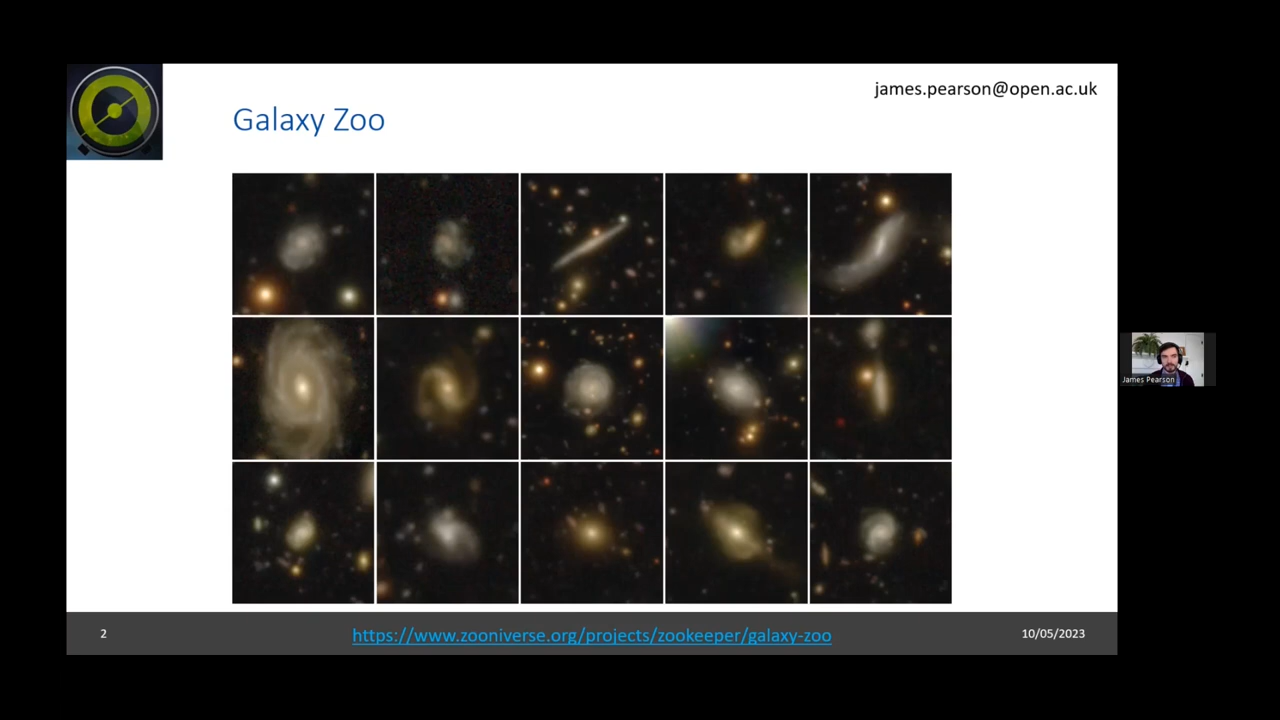 james.pearson@open.ac.uk
Galaxy Zoo
James Pearson
2
https://www.zooniverse.org/projects/zookeeper/galaxy-zoo
10/05/2023